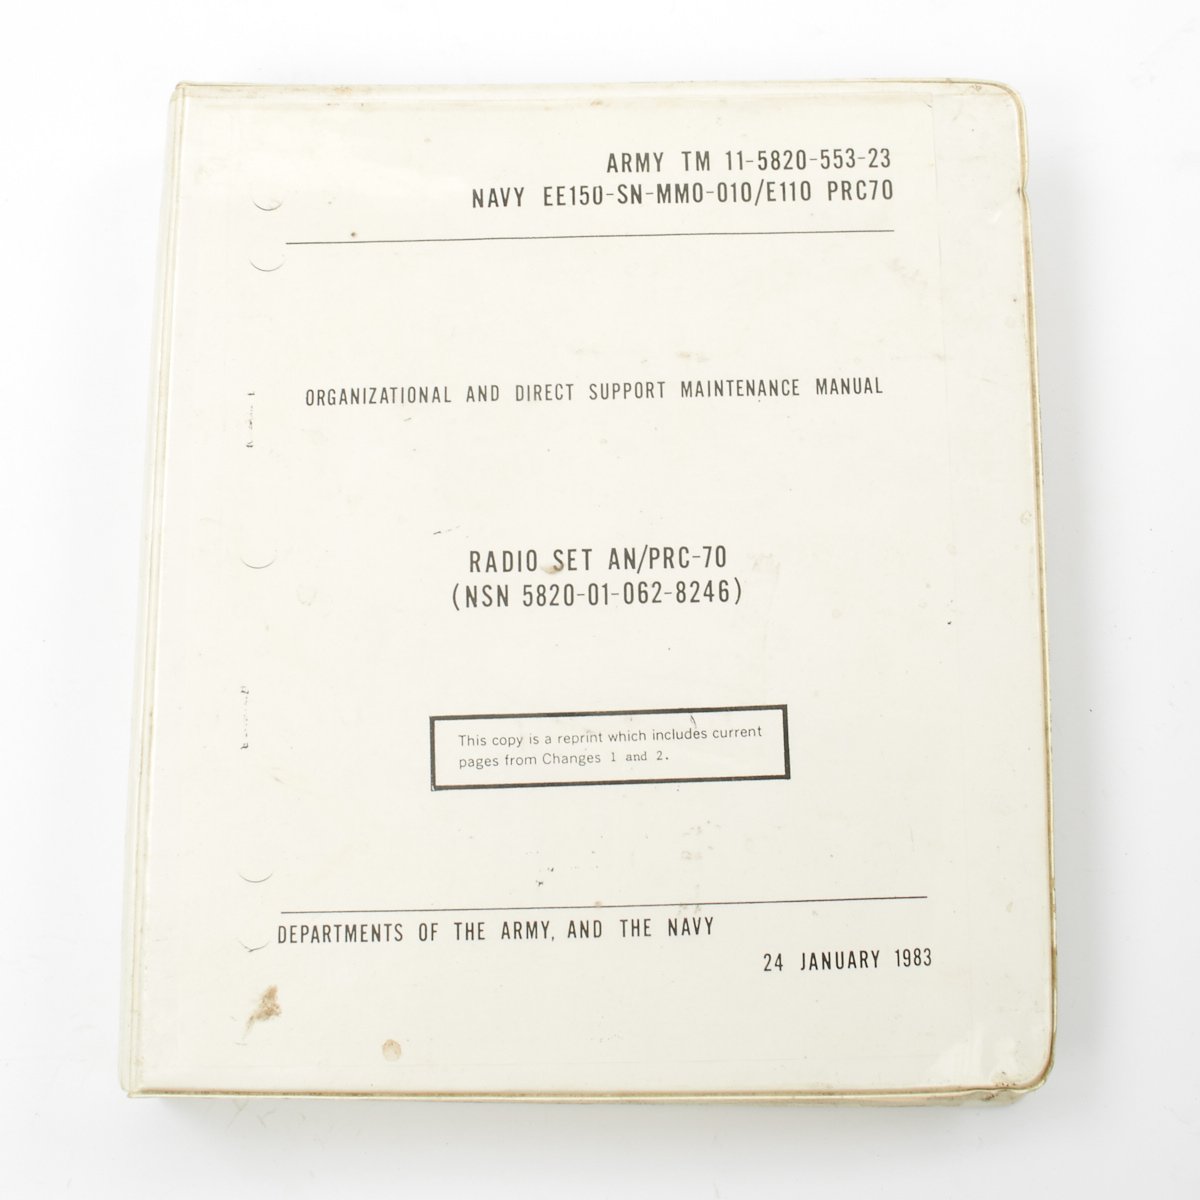 ARMY TM 11-5820-553-23
NAVY EE150-SN-MMO-010/E110 PRC70
ORGANIZATIONAL AND DIRECT SUPPORT MAINTENANCE MANUAL
RADIO SET AN/PRC-70
(NSN 5820-01-062-8246)
This copy is a reprint which includes current
pages from Changes 1 and 2.
DEPARTMENTS OF THE ARMY, AND THE NAVY
24 JANUARY 1983